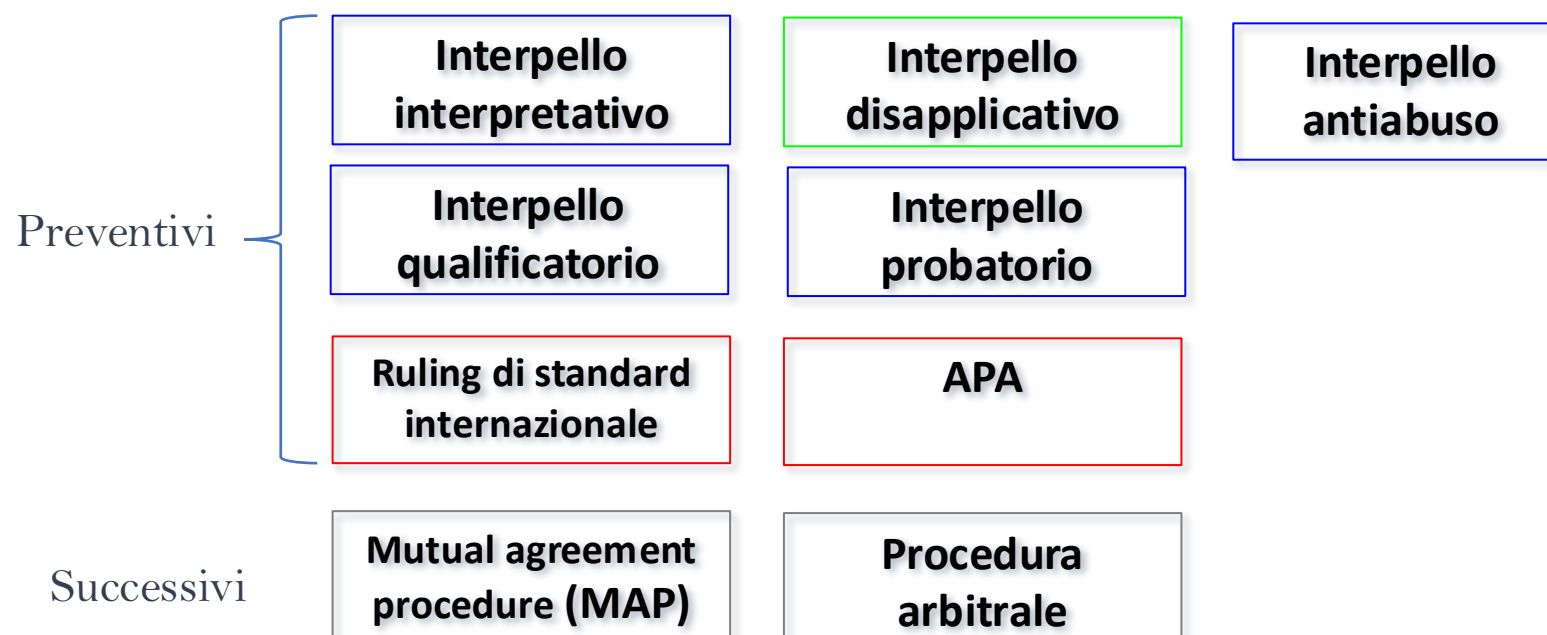 Interpello
interpretativo
Interpello
disapplicativo
Interpello
antiabuso
Preventivi
Interpello
qualificatorio
Interpello
probatorio
Ruling di standard
internazionale
APA
Successivi
Mutual agreement
procedure (MAP)
Procedura
arbitrale